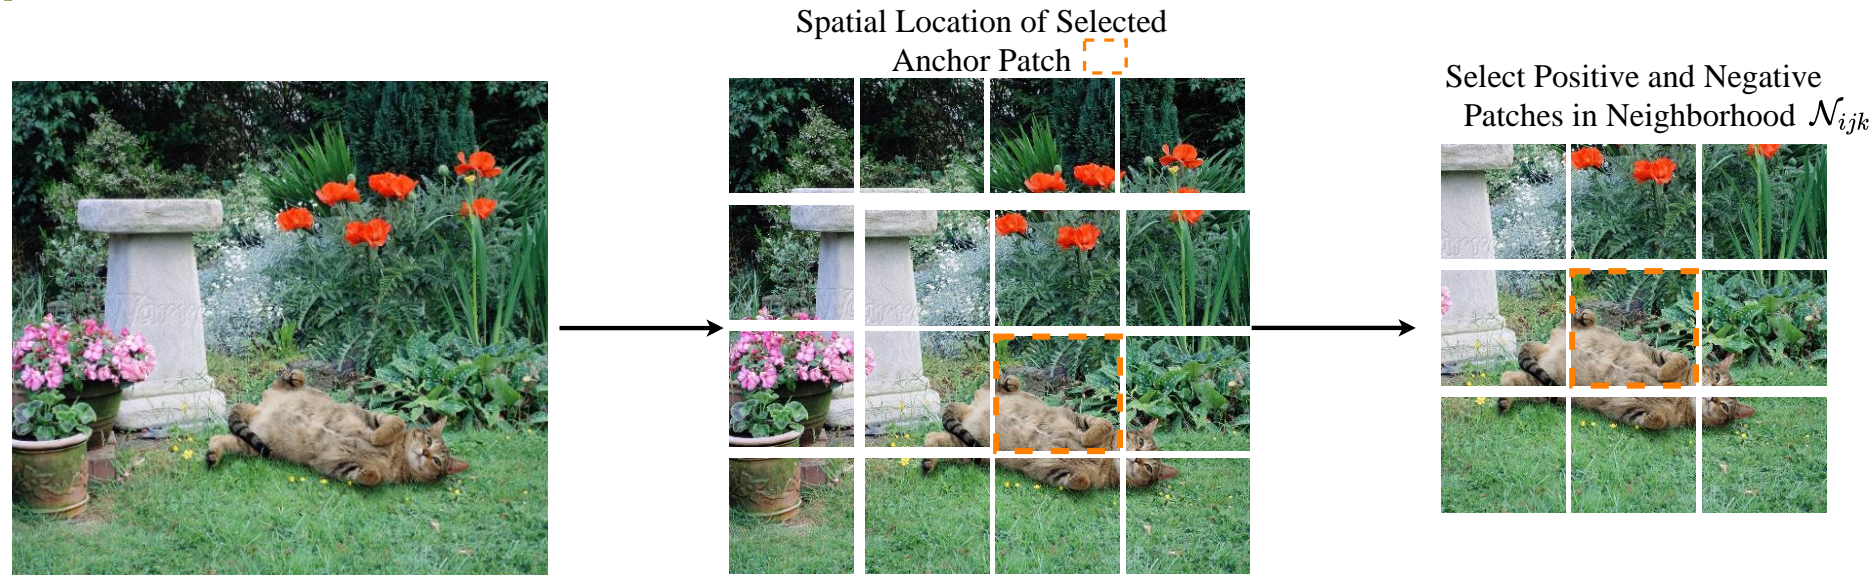 Spatial Location of Selected
Anchor Patch
Select Positive and Negative
Patches in Neighborhood 𝒩ᵢⱼₖ